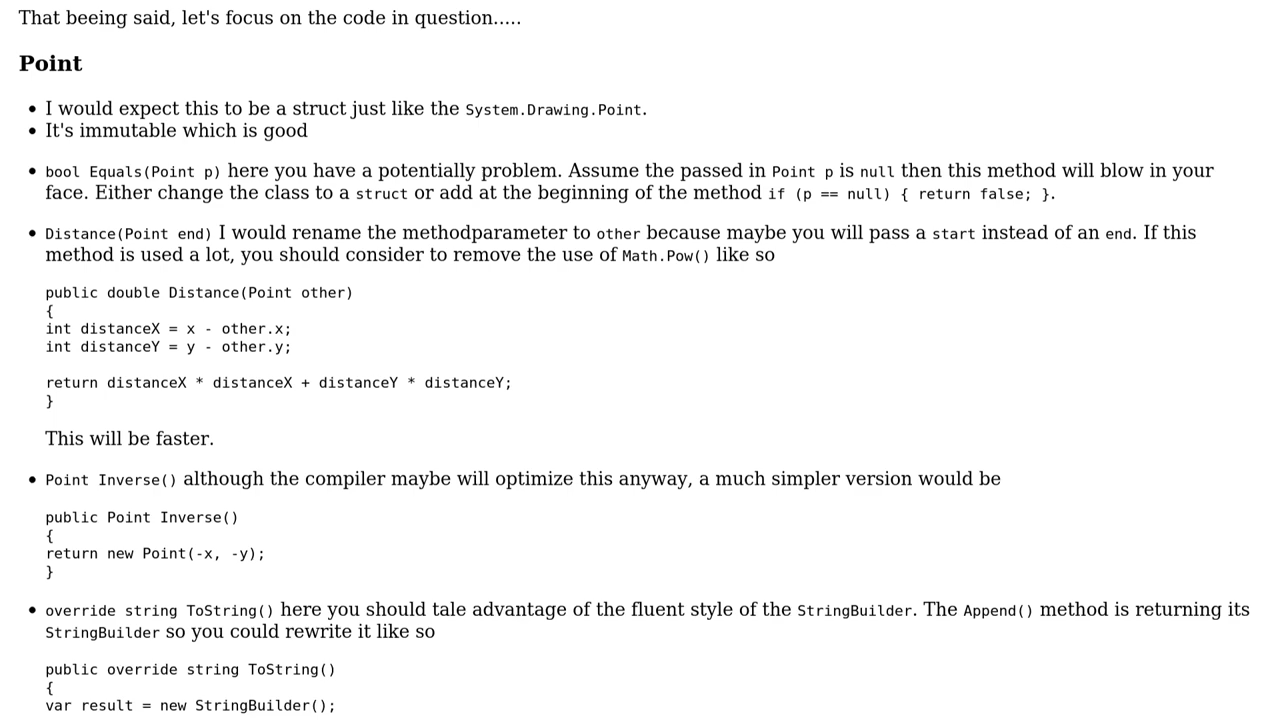 That beeing said, let's focus on the code in question.....
Point
• I would expect this to be a struct just like the System.Drawing.Point.
• It's immutable which is good
• bool Equals(Point p) here you have a potentially problem. Assume the passed in Point p is null then this method will blow in your
face. Either change the class to a struct or add at the beginning of the method if (p == null) { return false; }.
• Distance(Point end) I would rename the methodparameter to other because maybe you will pass a start instead of an end. If this
method is used a lot, you should consider to remove the use of Math.Pow() like so
public double Distance(Point other)
{
int distanceX = x - other.x;
int distanceY = y - other.y;
return distanceX * distanceX + distanceY * distanceY;
}
This will be faster.
• Point Inverse() although the compiler maybe will optimize this anyway, a much simpler version would be
public Point Inverse()
{
return new Point(-x, -y);
}
• override string ToString() here you should tale advantage of the fluent style of the StringBuilder. The Append() method is returning its
StringBuilder so you could rewrite it like so
public override string ToString()
{
var result = new StringBuilder();